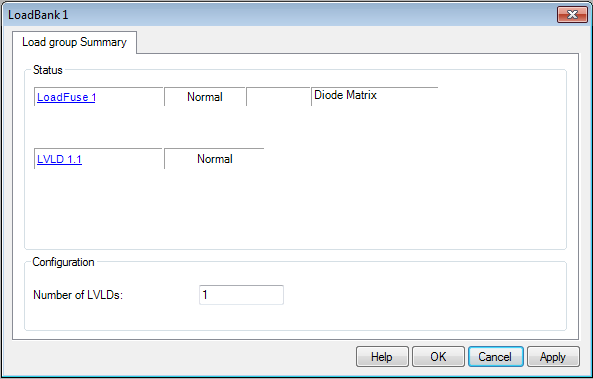 LoadBank 1
Load group Summary
Status
LoadFuse 1 Normal Diode Matrix
LVLD 1.1 Normal
Configuration
Number of LVLDs: 1
Help OK Cancel Apply